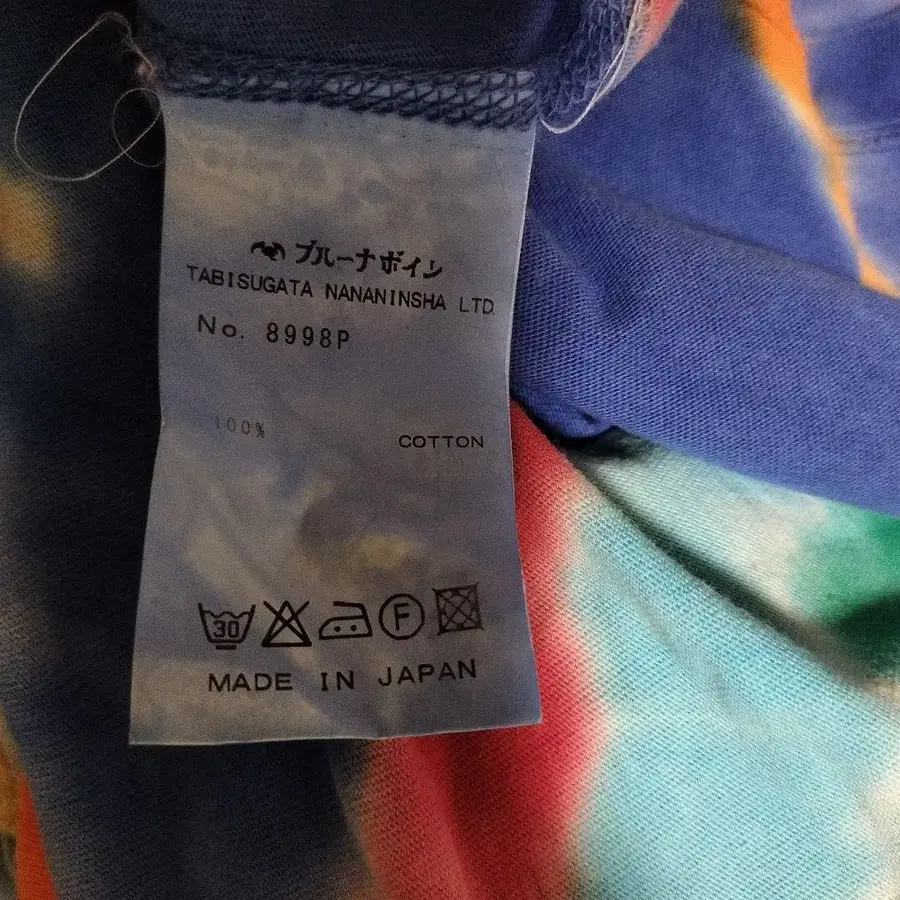 ブルーナボイン
TABISUGATA NANANINSHA LTD.
No. 8998P
100% COTTON
30
F
MADE IN JAPAN